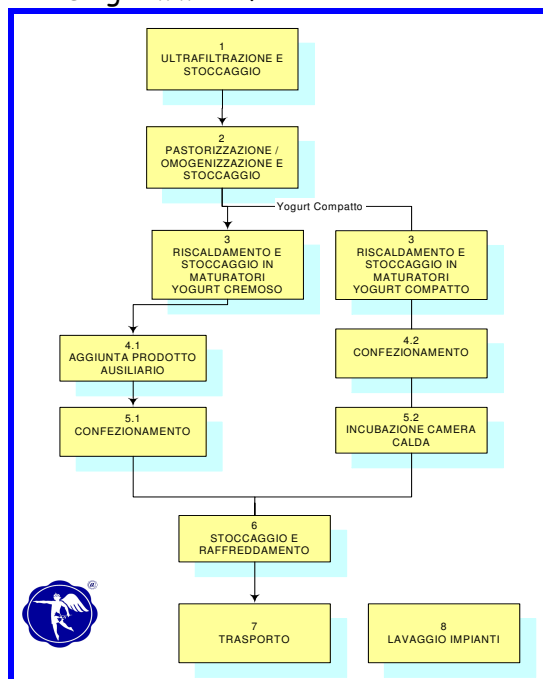 1
ULTRAFILTRAZIONE E
STOCCAGGIO
2
PASTORIZZAZIONE /
OMOGENIZZAZIONE E
STOCCAGGIO
Yogurt Compatto
3
RISCALDAMENTO E
STOCCAGGIO IN
MATURATORI
YOGURT CREMOSO
3
RISCALDAMENTO E
STOCCAGGIO IN
MATURATORI
YOGURT COMPATTO
4.1
AGGIUNTA PRODOTTO
AUSILIARIO
4.2
CONFEZIONAMENTO
5.1
CONFEZIONAMENTO
5.2
INCUBAZIONE CAMERA
CALDA
6
STOCCAGGIO E
RAFFREDDAMENTO
7
TRASPORTO
8
LAVAGGIO IMPIANTI